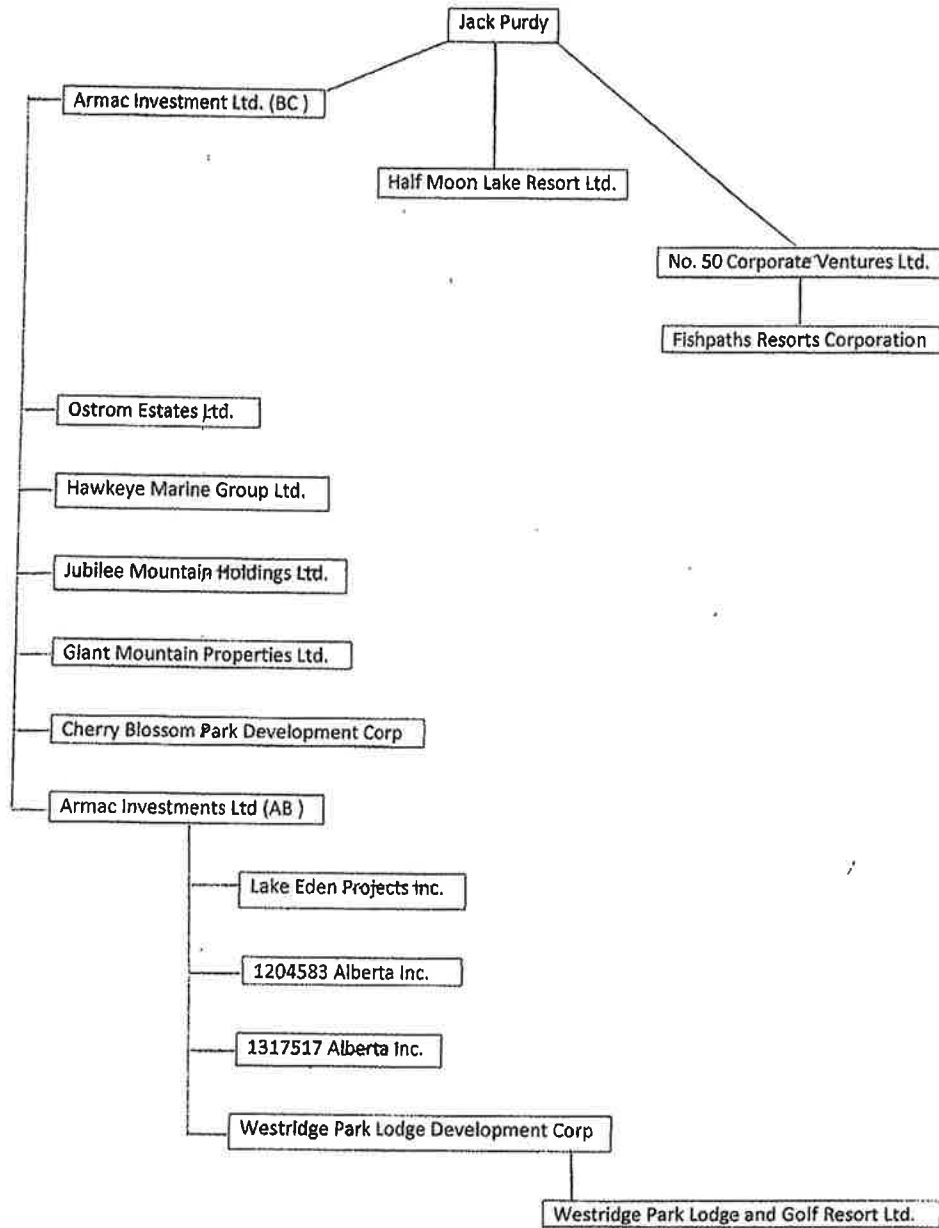 Jack Purdy
Armac Investment Ltd. (BC )
Half Moon Lake Resort Ltd.
No. 50 Corporate Ventures Ltd.
Fishpaths Resorts Corporation
Ostrom Estates Ltd.
Hawkeye Marine Group Ltd.
Jubilee Mountain Holdings Ltd.
Giant Mountain Properties Ltd.
Cherry Blossom Park Development Corp
Armac Investments Ltd (AB )
Lake Eden Projects Inc.
1204583 Alberta Inc.
1317517 Alberta Inc.
Westridge Park Lodge Development Corp
Westridge Park Lodge and Golf Resort Ltd.